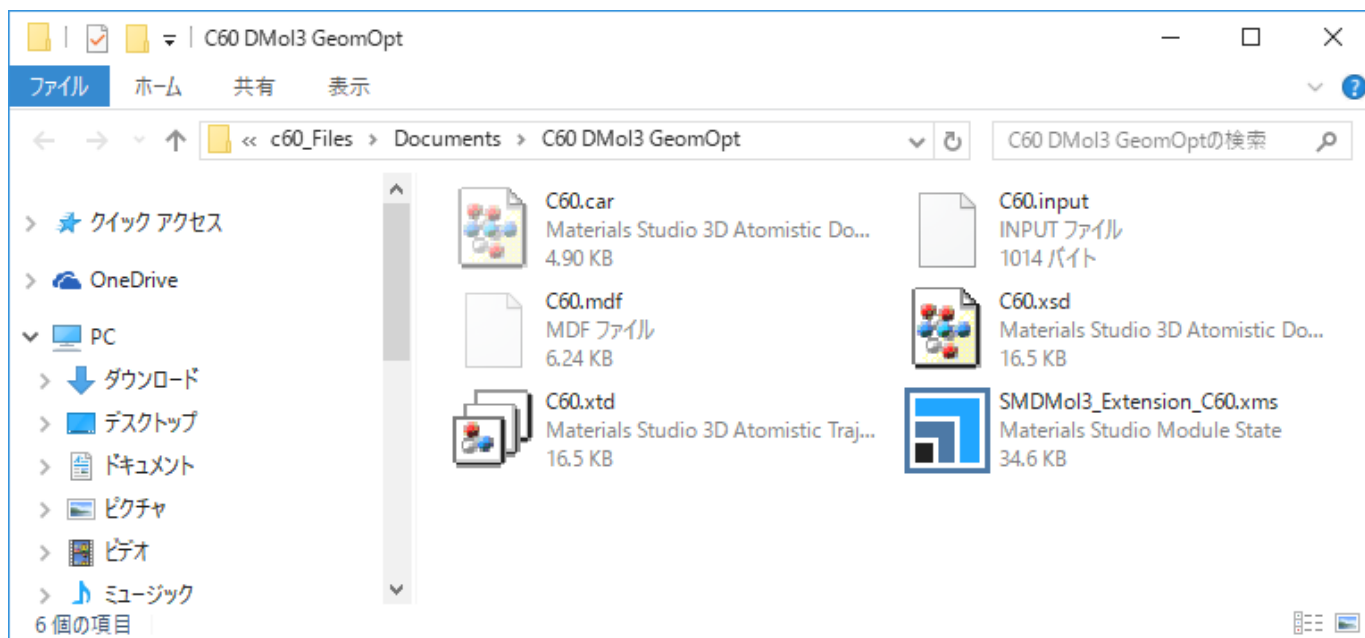 C60 DMol3 GeomOpt
ファイル ホーム 共有 表示
« c60_Files > Documents > C60 DMol3 GeomOpt
C60 DMol3 GeomOptの検索
クイック アクセス
OneDrive
PC
ダウンロード
デスクトップ
ドキュメント
ピクチャ
ビデオ
ミュージック
C60.car
Materials Studio 3D Atomistic Do...
4.90 KB
C60.input
INPUT ファイル
1014 バイト
C60.mdf
MDF ファイル
6.24 KB
C60.xsd
Materials Studio 3D Atomistic Do...
16.5 KB
C60.xtd
Materials Studio 3D Atomistic Traj...
16.5 KB
SMDMol3_Extension_C60.xms
Materials Studio Module State
34.6 KB
6 個の項目